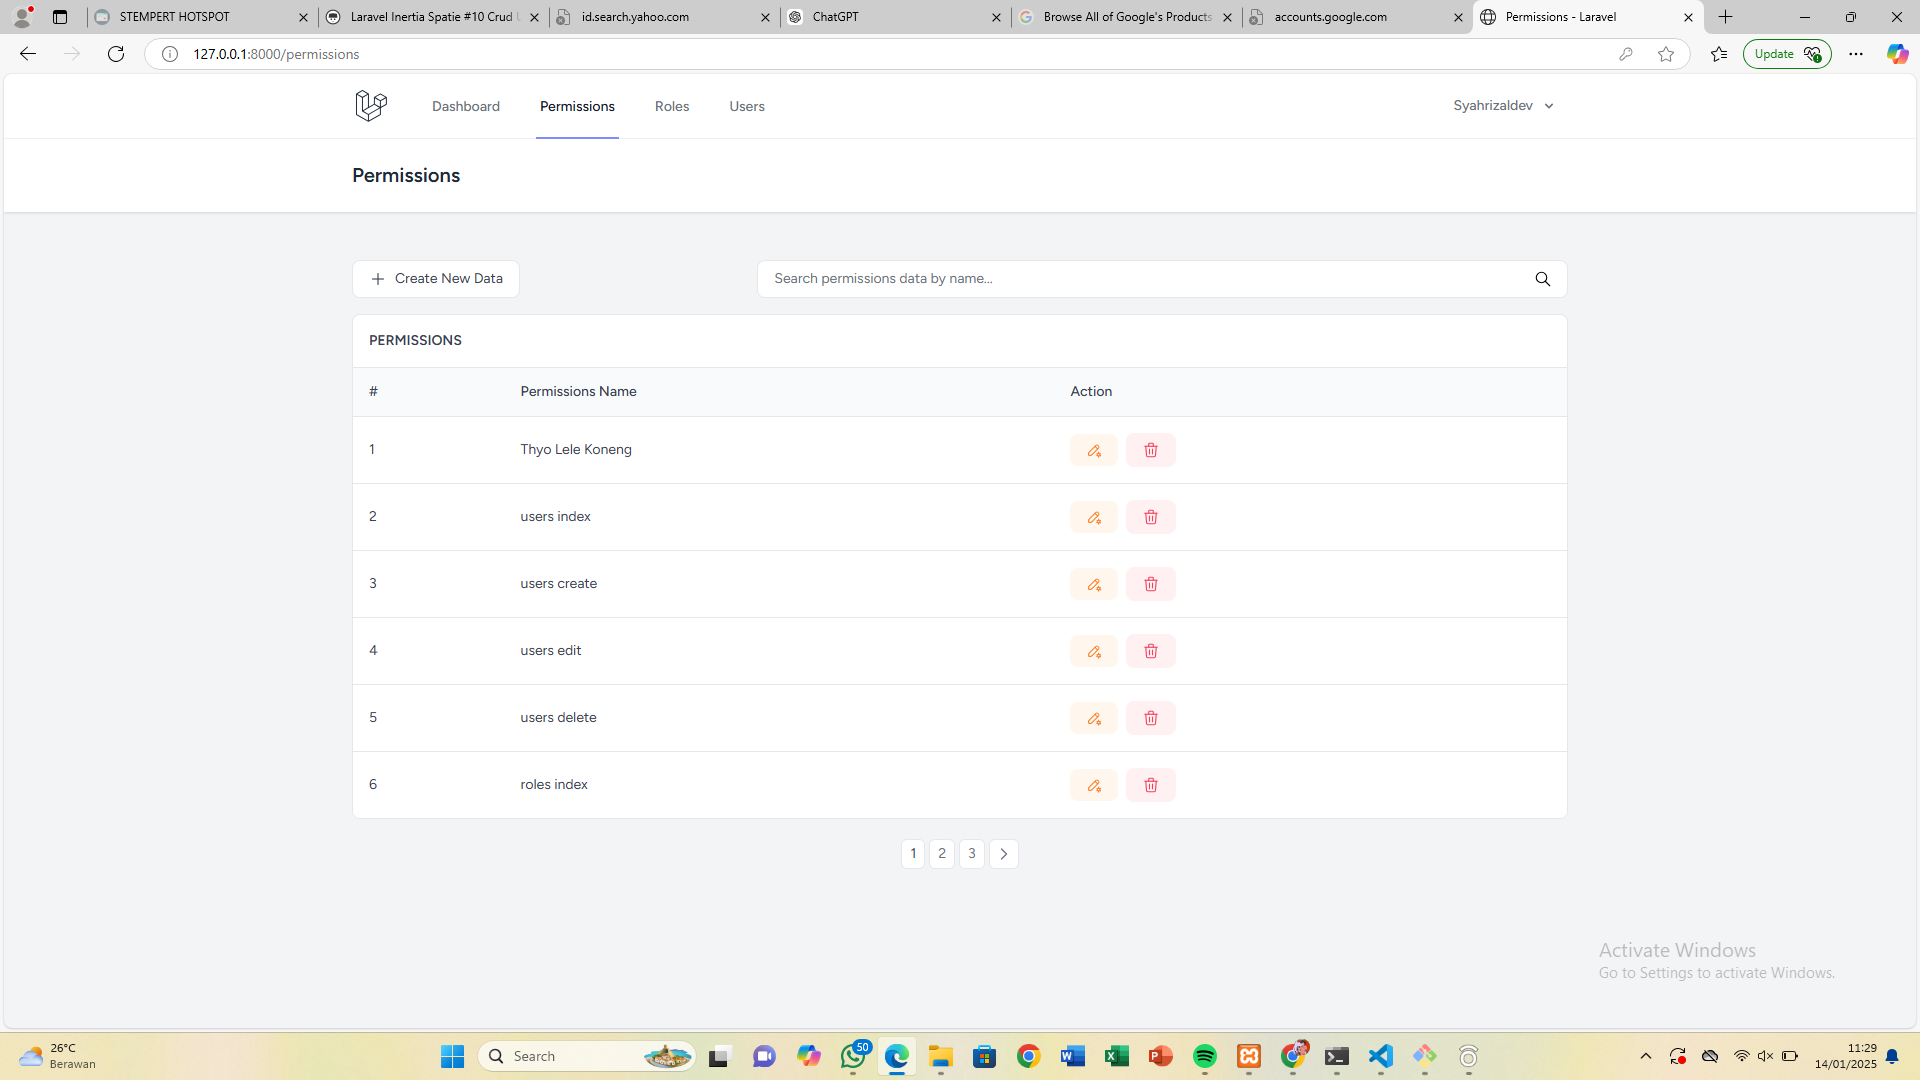 STEMPERT HOTSPOT
Laravel Inertia Spatie #10 Crud U
id.search.yahoo.com
ChatGPT
Browse All of Google's Products
accounts.google.com
Permissions - Laravel
127.0.0.1:8000/permissions
Update
Dashboard
Permissions
Roles
Users
Syahrizaldev
Permissions
Create New Data
Search permissions data by name...
PERMISSIONS
# Permissions Name Action
1 Thyo Lele Koneng
2 users index
3 users create
4 users edit
5 users delete
6 roles index
1 2 3
Activate Windows
Go to Settings to activate Windows.
26°C
Berawan
Search
50
11:29
14/01/2025